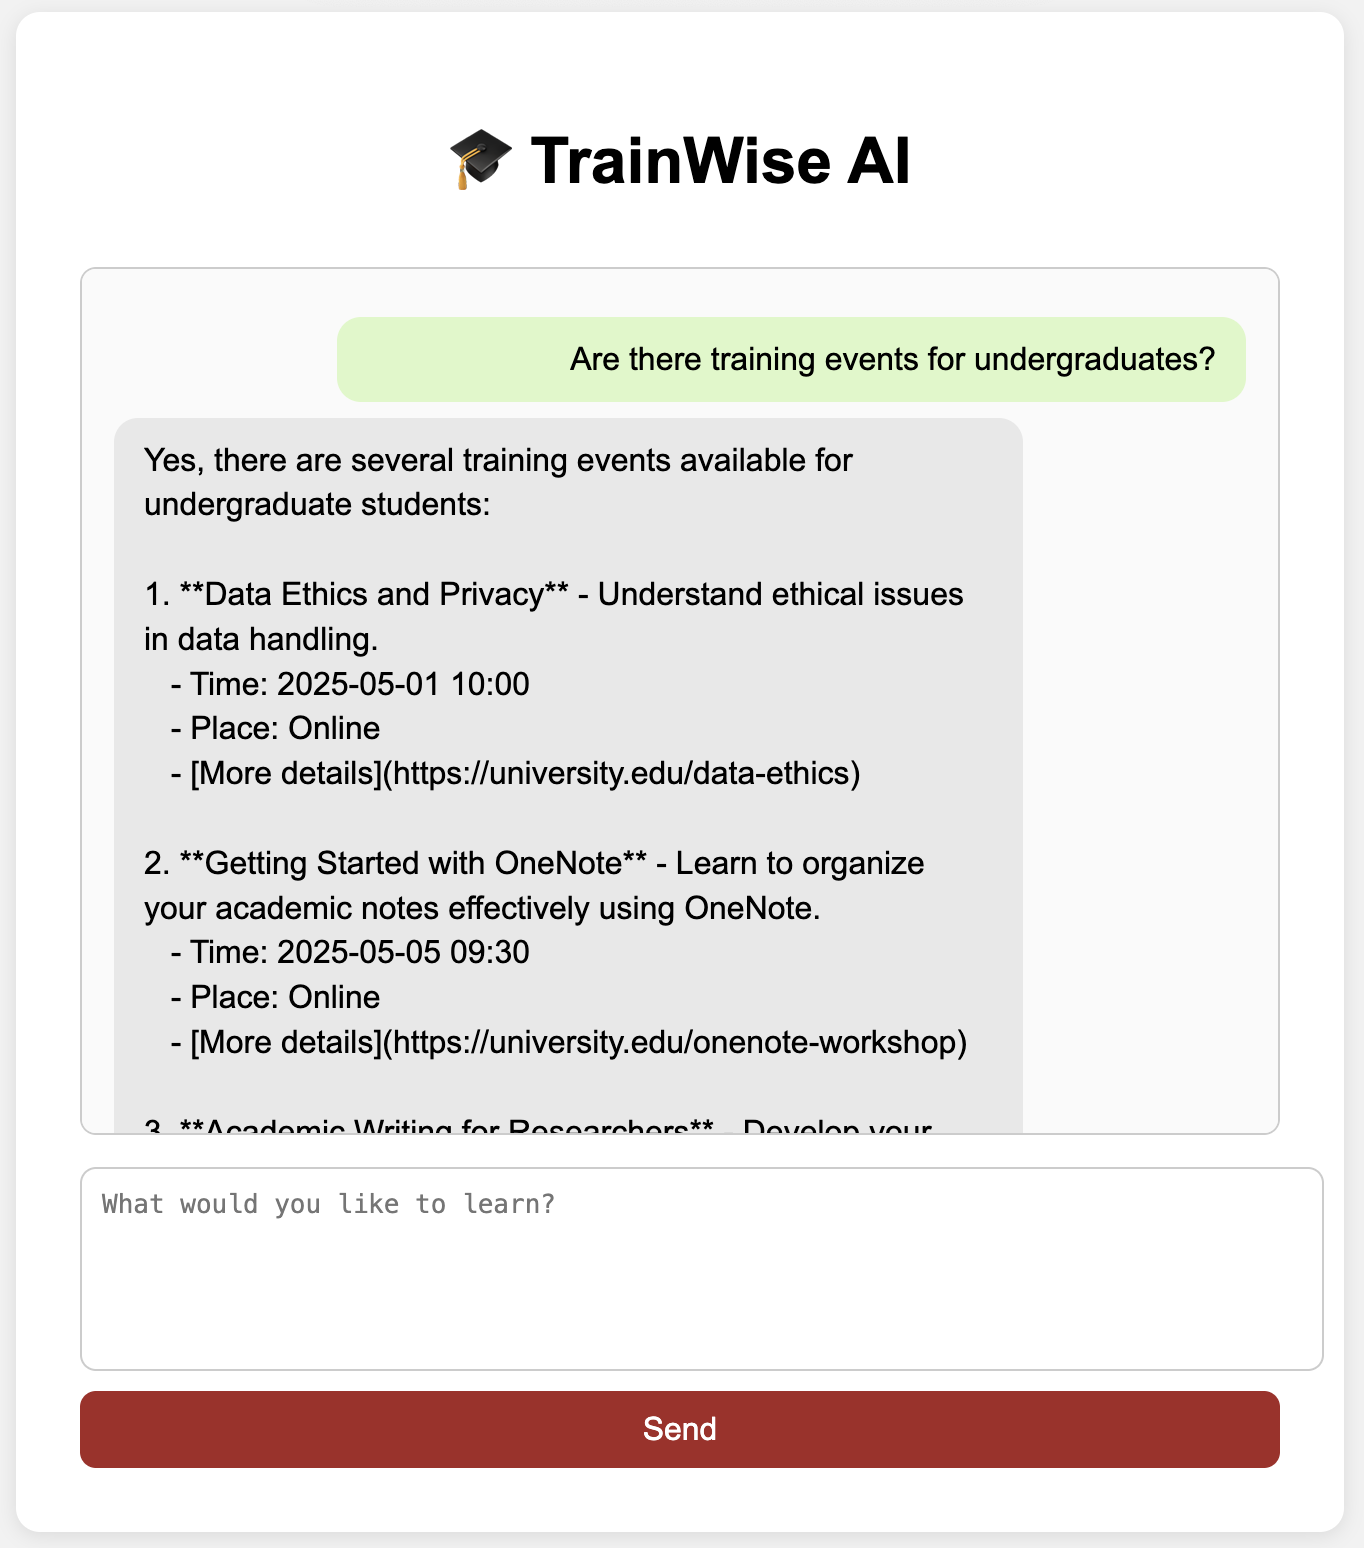 🎓 TrainWise AI
Are there training events for undergraduates?
Yes, there are several training events available for
undergraduate students:
1. **Data Ethics and Privacy** - Understand ethical issues
in data handling.
- Time: 2025-05-01 10:00
- Place: Online
- [More details](https://university.edu/data-ethics)
2. **Getting Started with OneNote** - Learn to organize
your academic notes effectively using OneNote.
- Time: 2025-05-05 09:30
- Place: Online
- [More details](https://university.edu/onenote-workshop)
3. **Academic Writing for Researchers** - Develop your
What would you like to learn?
Send